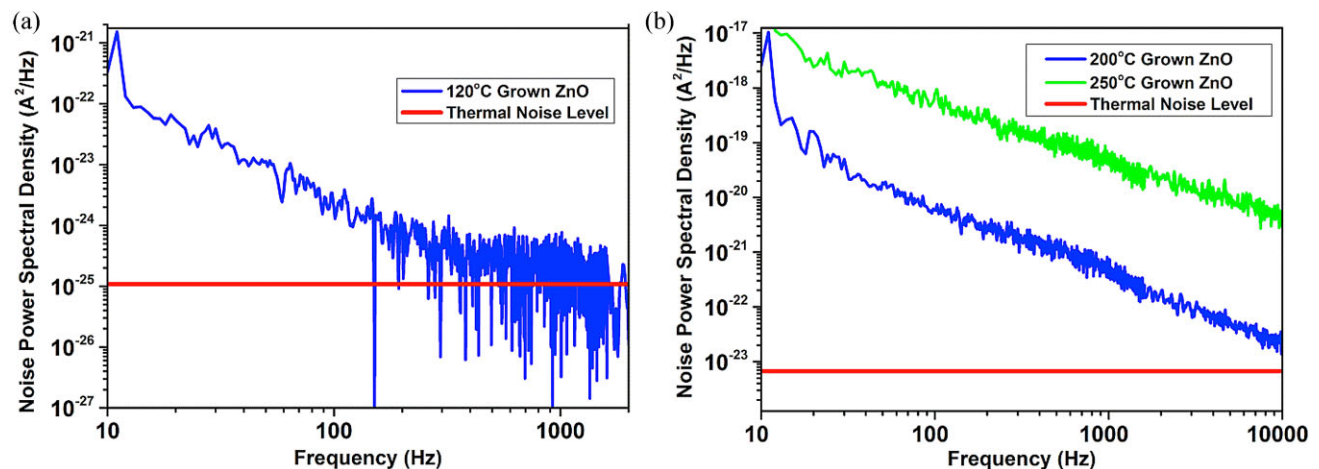 (a)
Noise Power Spectral Density (A²/Hz)
10⁻²¹
10⁻²²
10⁻²³
10⁻²⁴
10⁻²⁵
10⁻²⁶
10⁻²⁷
120°C Grown ZnO
Thermal Noise Level
10
100
1000
Frequency (Hz)
(b)
Noise Power Spectral Density (A²/Hz)
10⁻¹⁷
10⁻¹⁸
10⁻¹⁹
10⁻²⁰
10⁻²¹
10⁻²²
10⁻²³
200°C Grown ZnO
250°C Grown ZnO
Thermal Noise Level
10
100
1000
10000
Frequency (Hz)